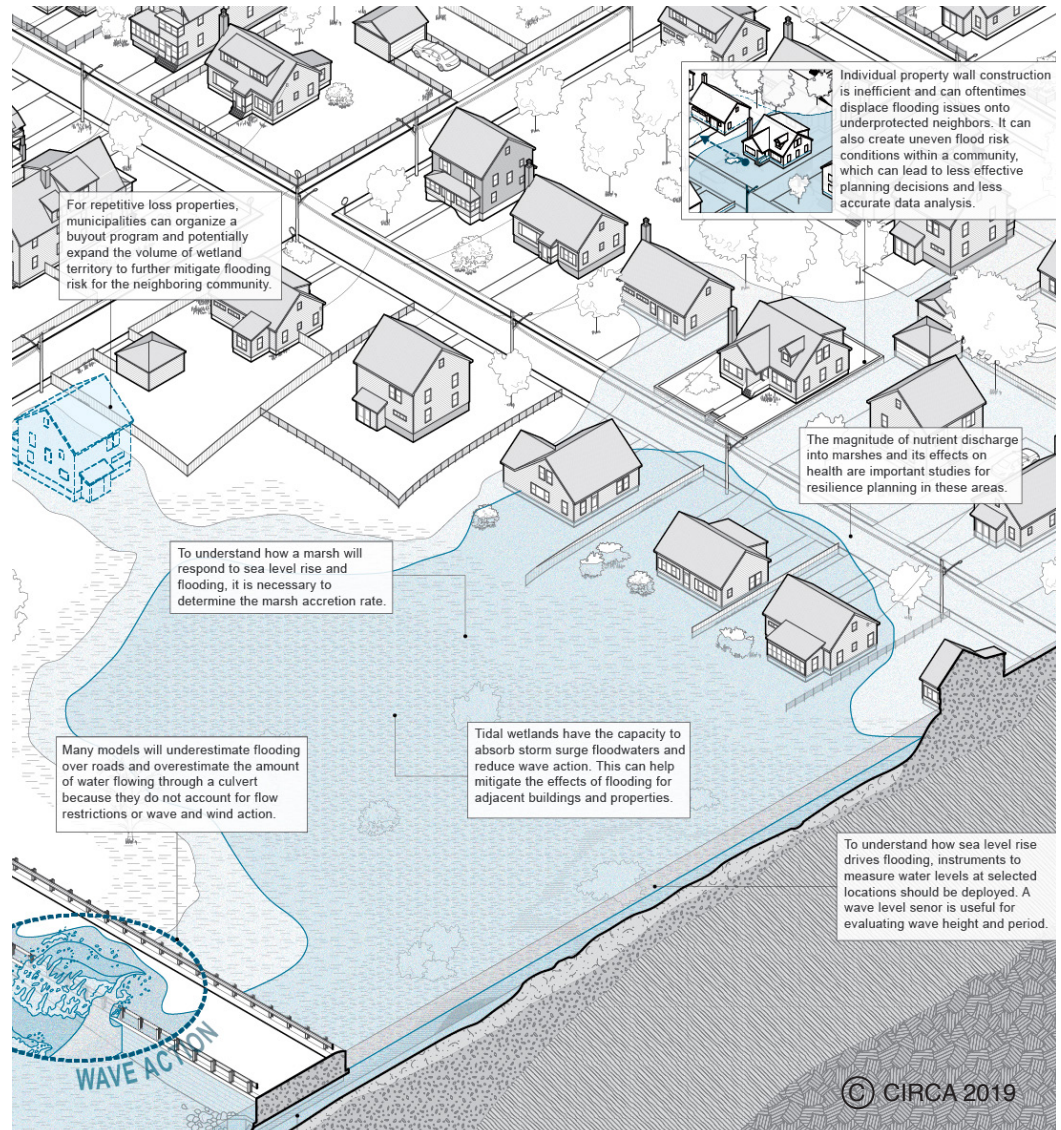 Individual property wall construction
is inefficient and can oftentimes
displace flooding issues onto
underprotected neighbors. It can
also create uneven flood risk
conditions within a community,
which can lead to less effective
planning decisions and less
accurate data analysis.
For repetitive loss properties,
municipalities can organize a
buyout program and potentially
expand the volume of wetland
territory to further mitigate flooding
risk for the neighboring community.
The magnitude of nutrient discharge
into marshes and its effects on
health are important studies for
resilience planning in these areas.
To understand how a marsh will
respond to sea level rise and
flooding, it is necessary to
determine the marsh accretion rate.
Many models will underestimate flooding
over roads and overestimate the amount
of water flowing through a culvert
because they do not account for flow
restrictions or wave and wind action.
Tidal wetlands have the capacity to
absorb storm surge floodwaters and
reduce wave action. This can help
mitigate the effects of flooding for
adjacent buildings and properties.
To understand how sea level rise
drives flooding, instruments to
measure water levels at selected
locations should be deployed. A
wave level senor is useful for
evaluating wave height and period.
WAVE ACTION
© CIRCA 2019